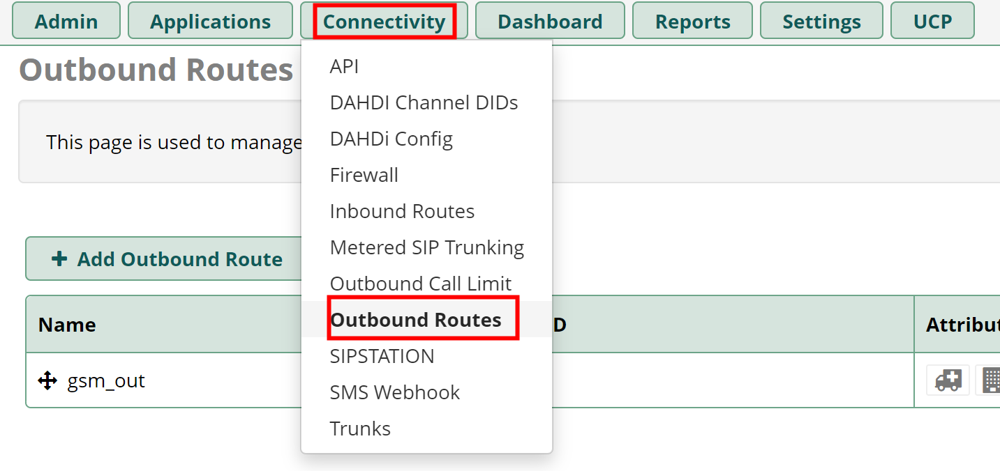 Admin Applications Connectivity Dashboard Reports Settings UCP
Outbound Routes
This page is used to manage
Add Outbound Route
API
DAHDI Channel DIDs
DAHDi Config
Firewall
Inbound Routes
Metered SIP Trunking
Outbound Call Limit
Outbound Routes
SIPSTATION
SMS Webhook
Trunks
Name D Attribut
gsm_out